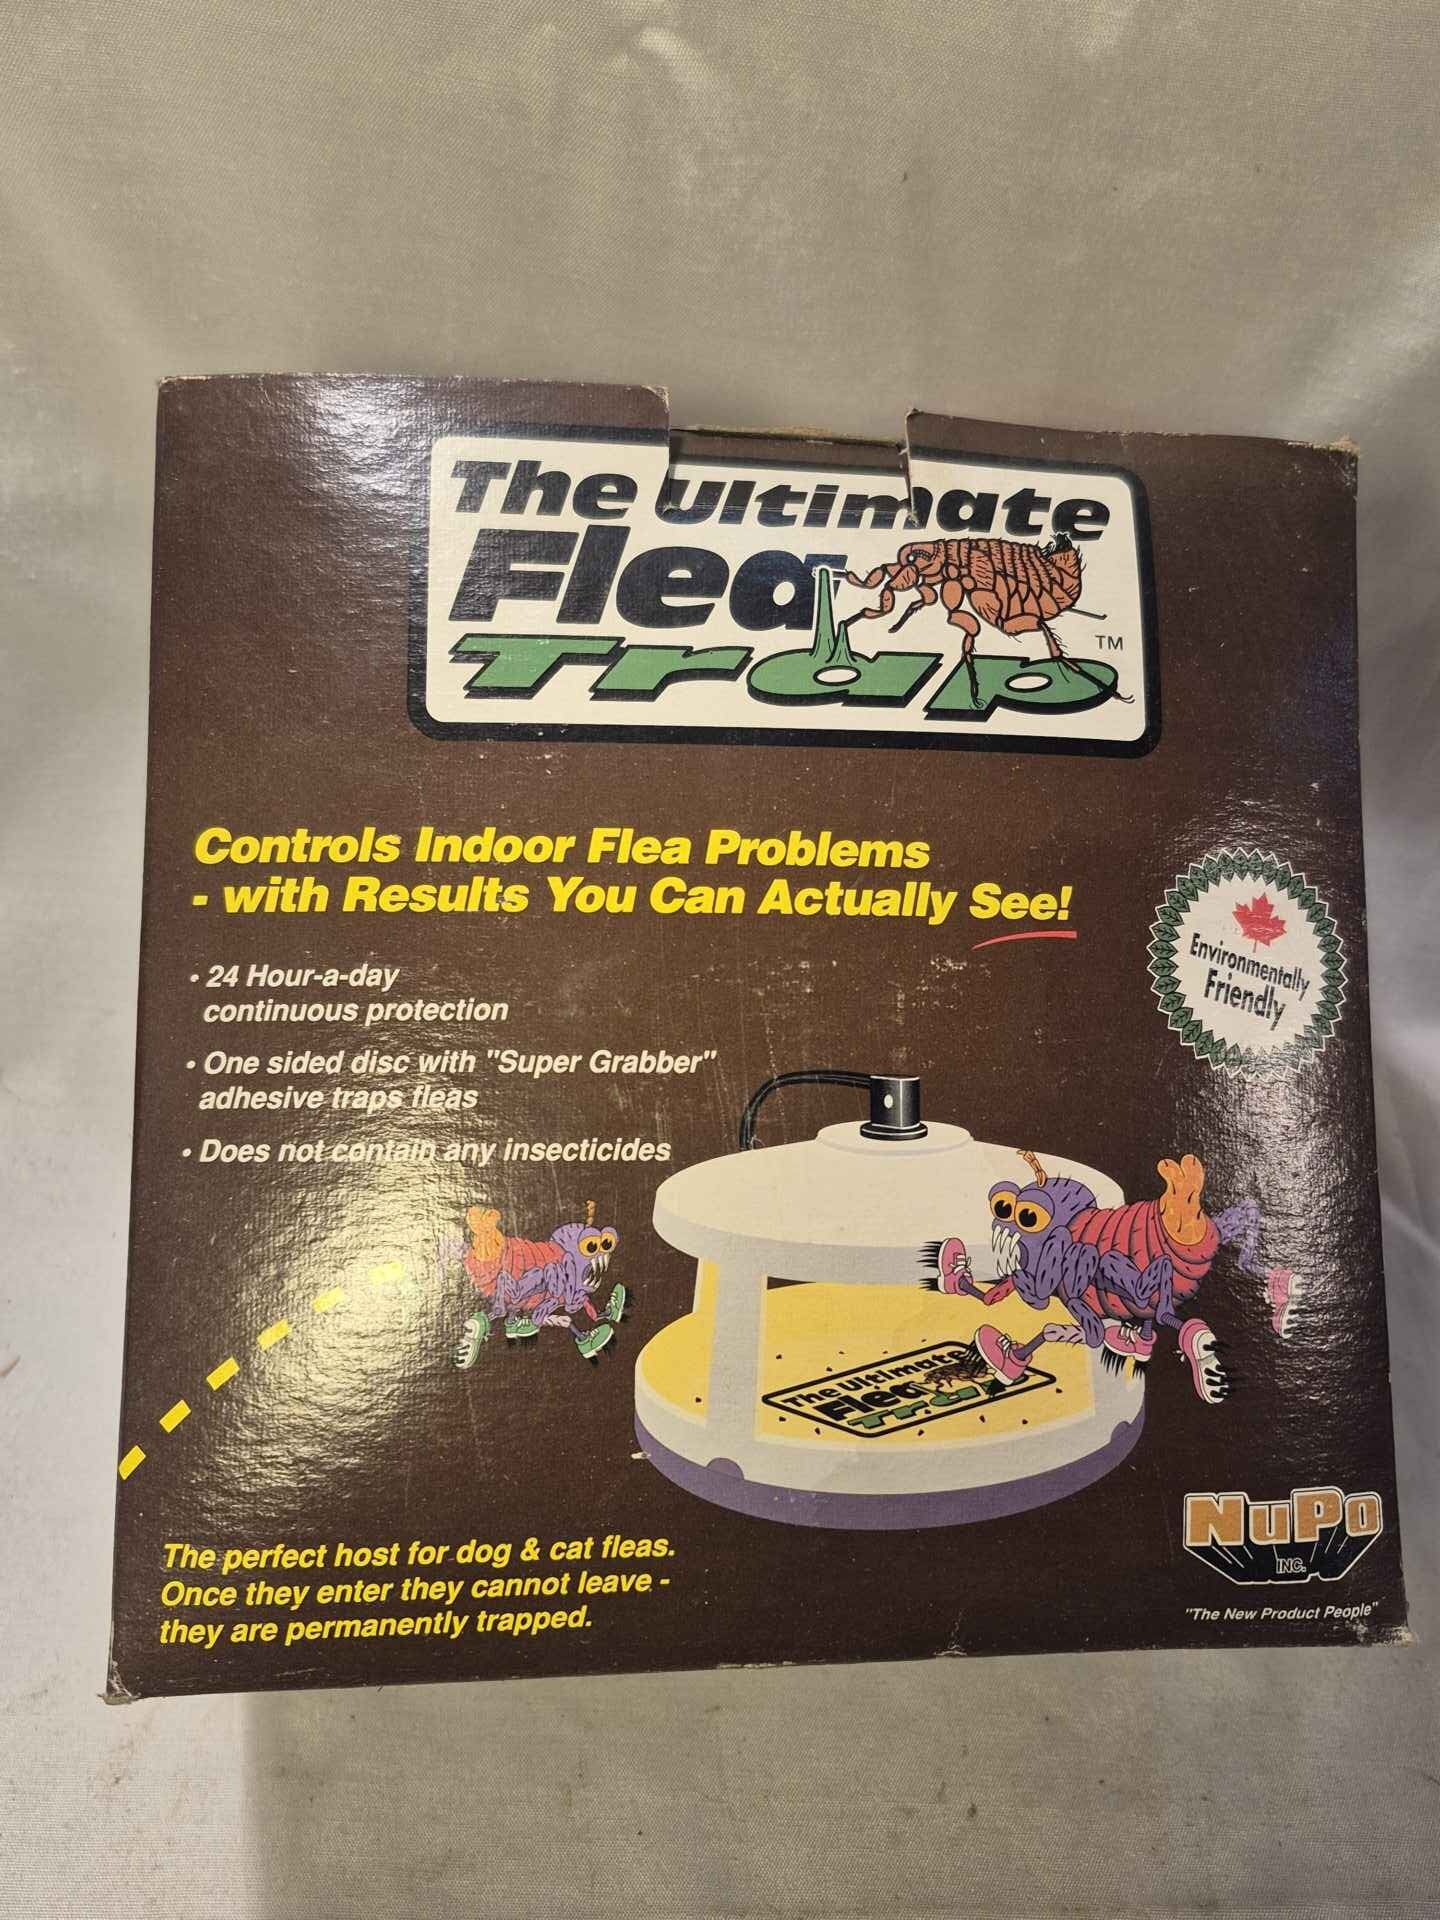 The Ultimate
Flea
Trap
TM
Controls Indoor Flea Problems
- with Results You Can Actually See!
• 24 Hour-a-day
continuous protection
• One sided disc with "Super Grabber"
adhesive traps fleas
• Does not contain any insecticides
Environmentally
Friendly
The Ultimate
Flea
Trap
The perfect host for dog & cat fleas.
Once they enter they cannot leave -
they are permanently trapped.
NuPo
INC.
"The New Product People"